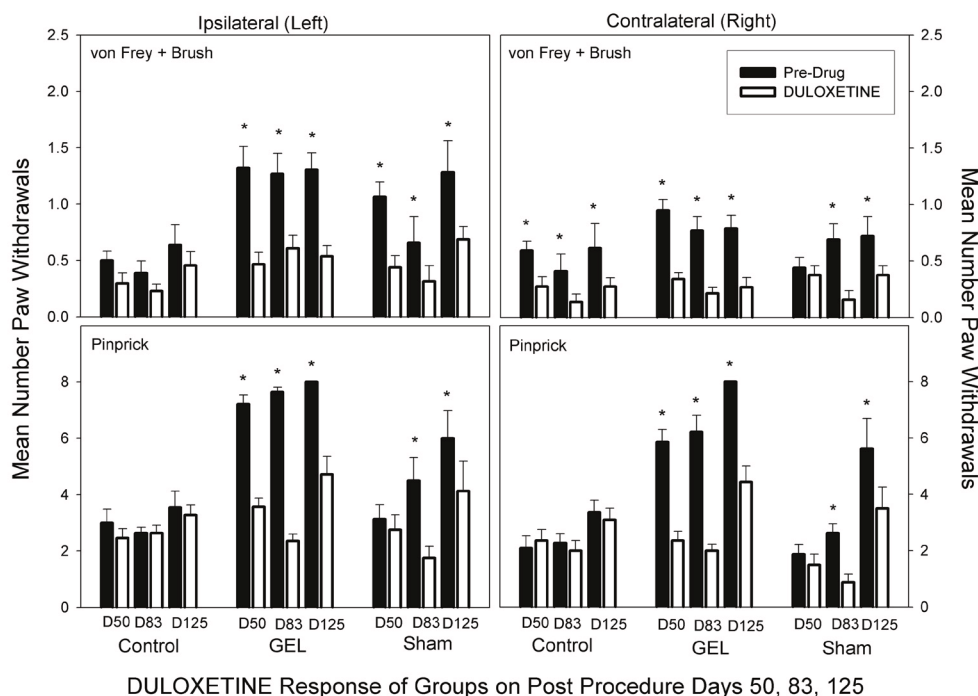 Ipsilateral (Left)
Contralateral (Right)
2.5
2.0
1.5
1.0
0.5
0.0
von Frey + Brush
* * * * * *
von Frey + Brush
Pre-Drug
DULOXETINE
* * * * * * * *
2.5
2.0
1.5
1.0
0.5
0.0
Mean Number Paw Withdrawals
Mean Number Paw Withdrawals
8
6
4
2
0
Pinprick
* * * * *
Pinprick
* * * * *
8
6
4
2
0
D50 D83 D125 D50 D83 D125 D50 D83 D125
Control GEL Sham
D50 D83 D125 D50 D83 D125 D50 D83 D125
Control GEL Sham
DULOXETINE Response of Groups on Post Procedure Days 50, 83, 125